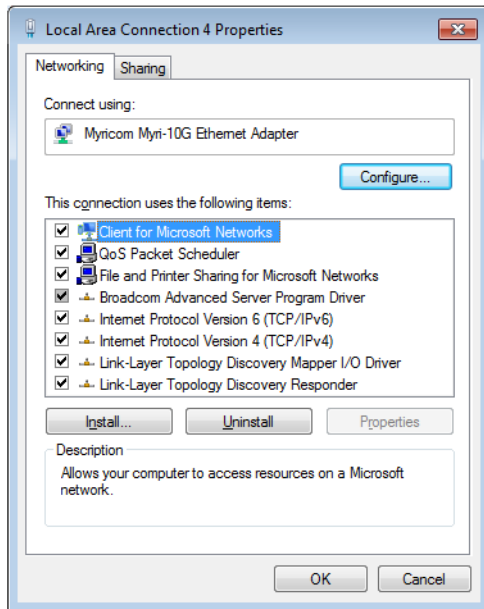 Local Area Connection 4 Properties
Networking Sharing
Connect using:
Myricom Myri-10G Ethernet Adapter
Configure...
This connection uses the following items:
Client for Microsoft Networks
QoS Packet Scheduler
File and Printer Sharing for Microsoft Networks
Broadcom Advanced Server Program Driver
Internet Protocol Version 6 (TCP/IPv6)
Internet Protocol Version 4 (TCP/IPv4)
Link-Layer Topology Discovery Mapper I/O Driver
Link-Layer Topology Discovery Responder
Install... Uninstall Properties
Description
Allows your computer to access resources on a Microsoft
network.
OK Cancel